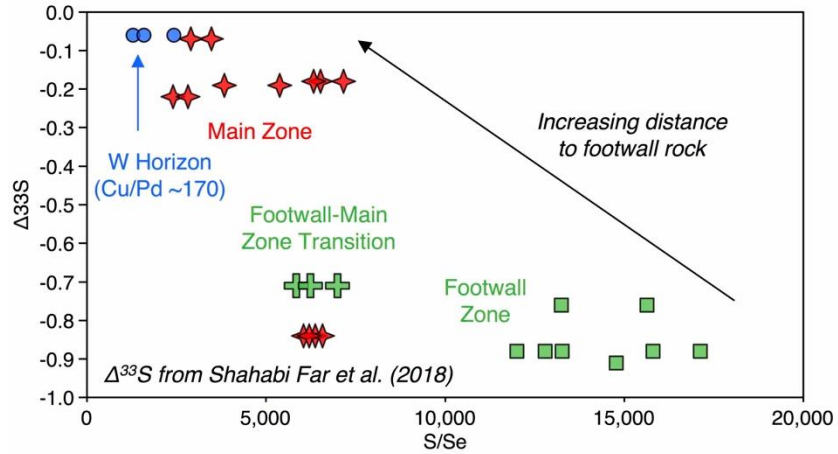 0.0
-0.1
-0.2
-0.3
-0.4
-0.5
-0.6
-0.7
-0.8
-0.9
-1.0
Δ33S
W Horizon
(Cu/Pd ~170)
Main Zone
Increasing distance
to footwall rock
Footwall-Main
Zone Transition
Footwall
Zone
Δ³³S from Shahabi Far et al. (2018)
0 5,000 10,000 15,000 20,000
S/Se